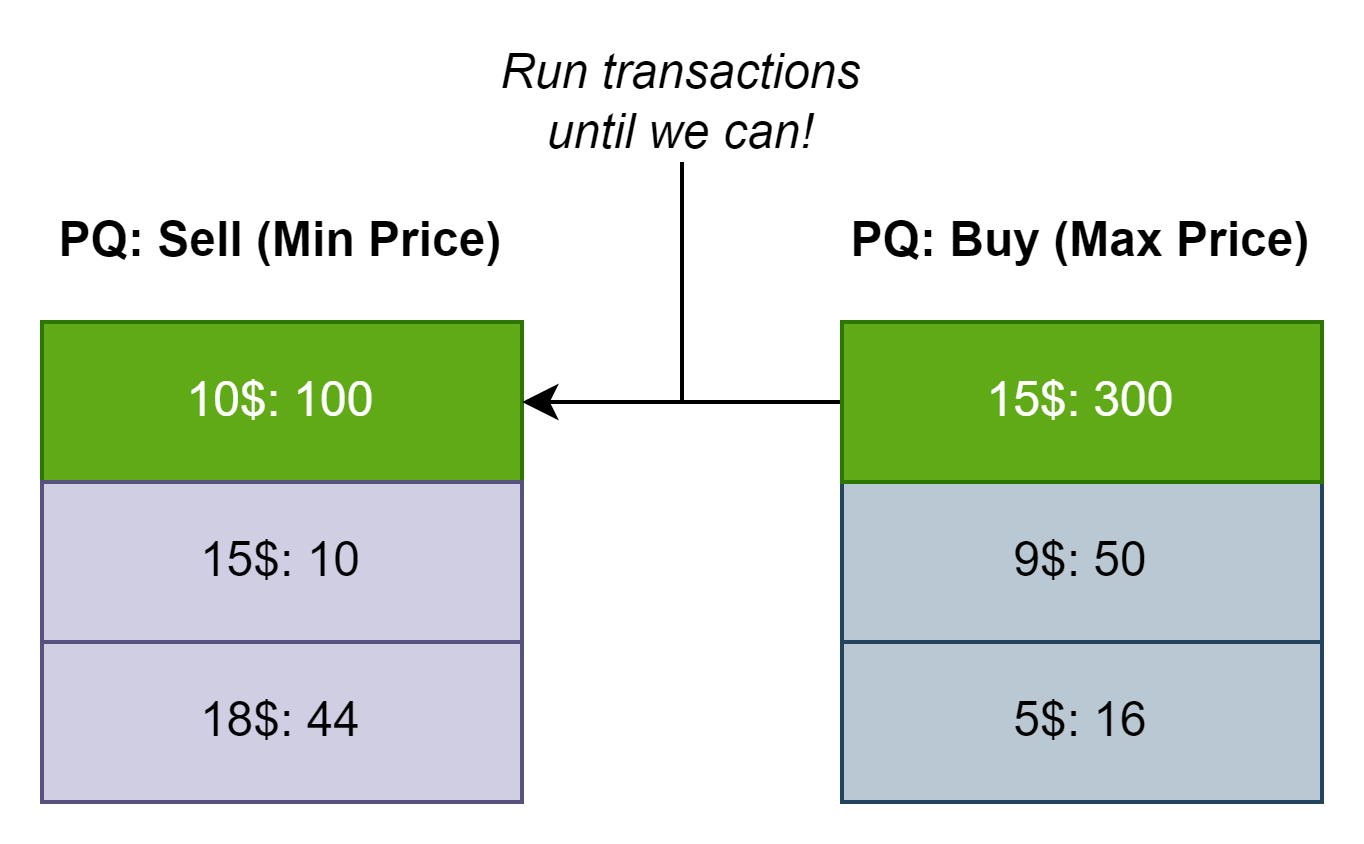 Run transactions
until we can!
PQ: Sell (Min Price)
PQ: Buy (Max Price)
10$: 100
15$: 300
15$: 10
9$: 50
18$: 44
5$: 16